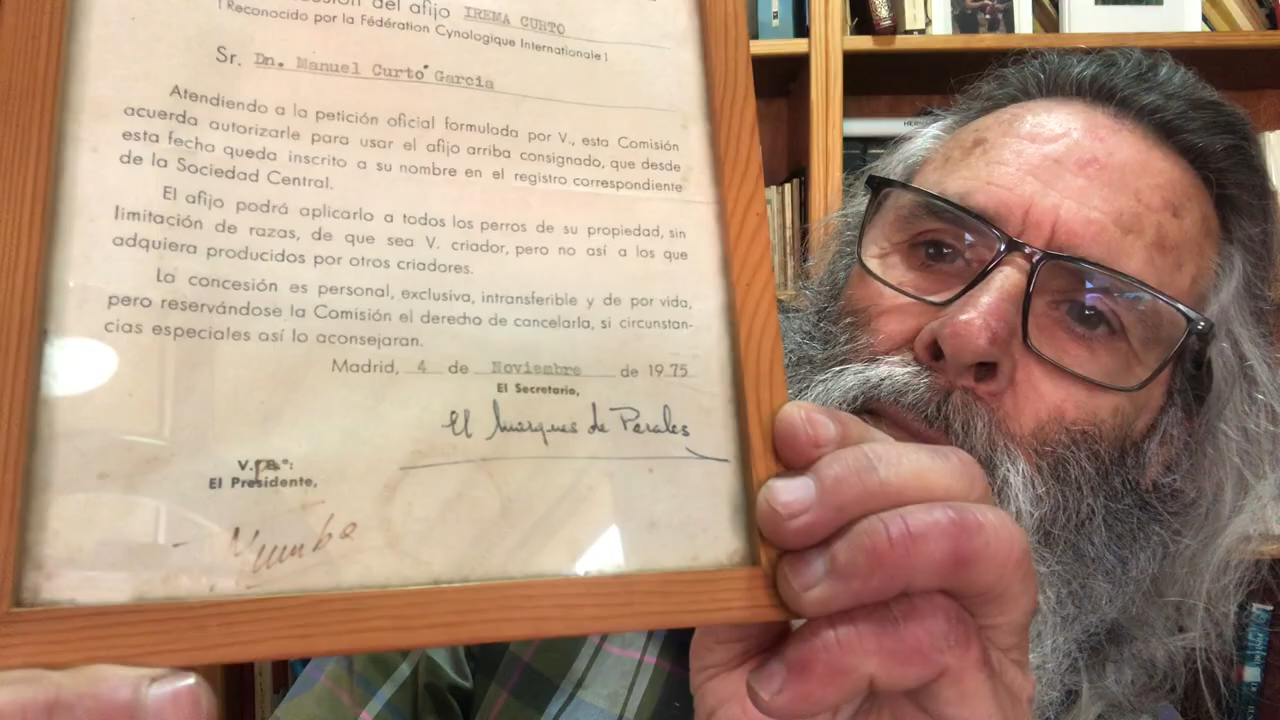 del afijo IREMA CURTO
(Reconocido por la Fédération Cynologique Internationale)
Sr. Dn. Manuel Curtó Garcia
Atendiendo a la petición oficial formulada por V., esta Comisión
acuerda autorizarle para usar el afijo arriba consignado, que desde
esta fecha queda inscrito a su nombre en el registro correspondiente
de la Sociedad Central.
El afijo podrá aplicarlo a todos los perros de su propiedad, sin
limitación de razas, de que sea V. criador, pero no así a los que
adquiera producidos por otros criadores.
La concesión es personal, exclusiva, intransferible y de por vida,
pero reservándose la Comisión el derecho de cancelarla, si circunstan-
cias especiales así lo aconsejaran.
Madrid, 4 de Noviembre de 1975
El Secretario,
El Marques de Perales
V.º B.º:
El Presidente,